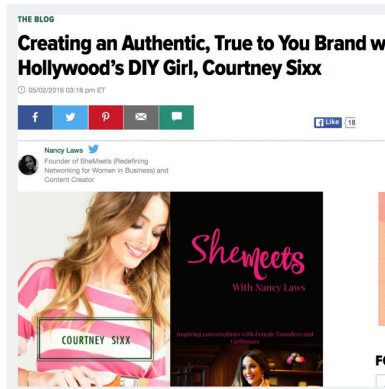 THE BLOG
Creating an Authentic, True to You Brand w
Hollywood's DIY Girl, Courtney Sixx
05/02/2016 03:18 pm ET
f Like 18
Nancy Laws
Founder of SheMeets (Redefining
Networking for Women in Business) and
Content Creator
COURTNEY SIXX
Shemeets
With Nancy Laws
Inspiring conversations with Female Founders and
Girlbosses
FO